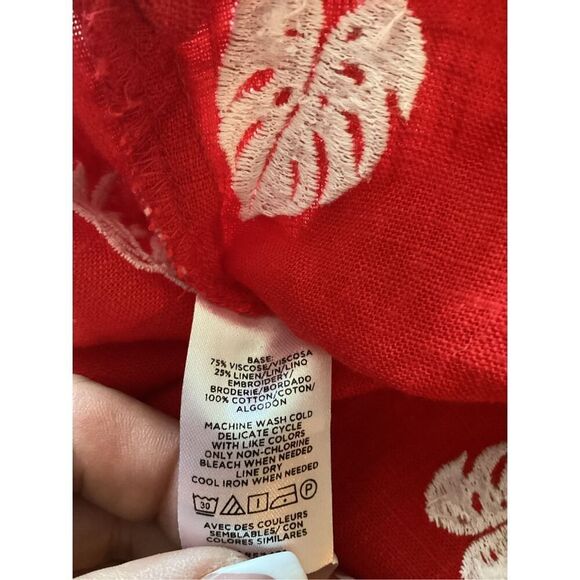 BASE:
75% VISCOSE/VISCOSA
25% LINEN/LIN/LINO
EMBROIDERY/
BRODERIE/BORDADO
100% COTTON/COTON/
ALGODÓN
MACHINE WASH COLD
DELICATE CYCLE
WITH LIKE COLORS
ONLY NON-CHLORINE
BLEACH WHEN NEEDED
LINE DRY
COOL IRON WHEN NEEDED
30 P
AVEC DES COULEURS
SEMBLABLES/ CON
COLORES SIMILARES